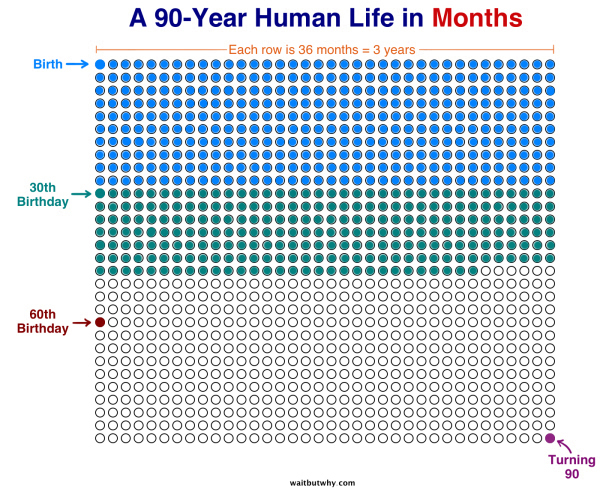 A 90-Year Human Life in Months
Each row is 36 months = 3 years
Birth
30th
Birthday
60th
Birthday
Turning
90
waitbutwhy.com